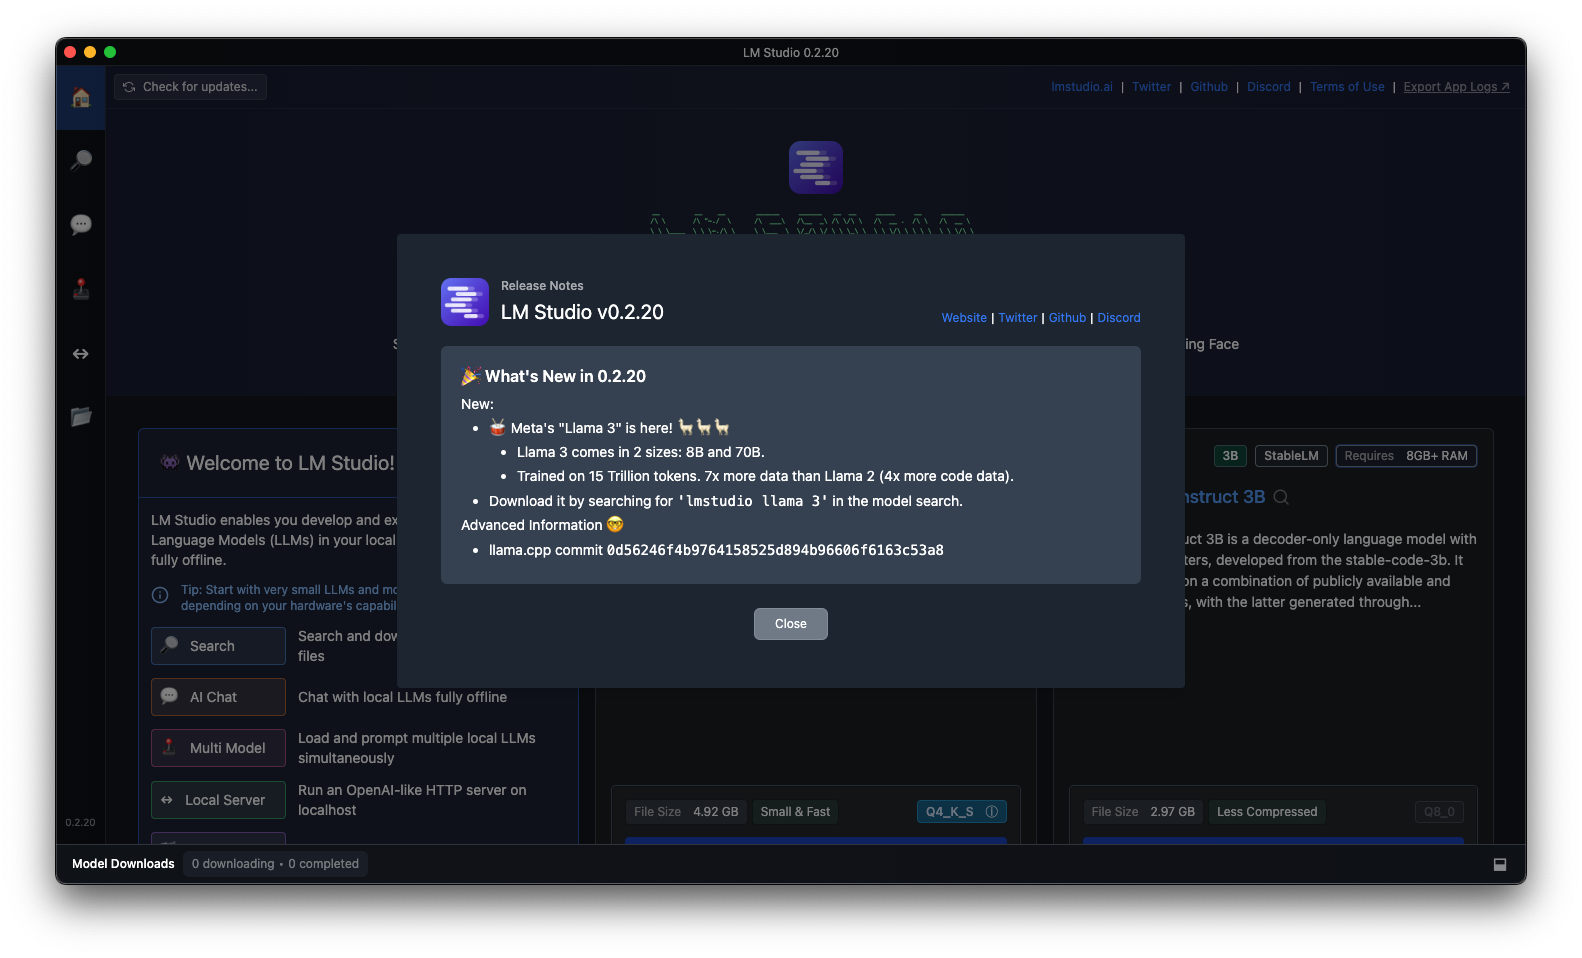 LM Studio 0.2.20
Check for updates...
lmstudio.ai | Twitter | Github | Discord | Terms of Use | Export App Logs ↗
Release Notes
LM Studio v0.2.20
Website | Twitter | Github | Discord
ing Face
🎉 What's New in 0.2.20
New:
• 🥁 Meta's "Llama 3" is here! 🦙🦙🦙
• Llama 3 comes in 2 sizes: 8B and 70B.
• Trained on 15 Trillion tokens. 7x more data than Llama 2 (4x more code data).
• Download it by searching for 'lmstudio llama 3' in the model search.
Advanced Information 🤓
• llama.cpp commit 0d56246f4b9764158525d894b96606f6163c53a8
Close
👾 Welcome to LM Studio!
LM Studio enables you develop and ex
Language Models (LLMs) in your local
fully offline.
Tip: Start with very small LLMs and mo
depending on your hardware's capabil
Search
Search and dow
files
AI Chat
Chat with local LLMs fully offline
Multi Model
Load and prompt multiple local LLMs
simultaneously
Local Server
Run an OpenAI-like HTTP server on
localhost
File Size 4.92 GB Small & Fast Q4_K_S
3B StableLM Requires 8GB+ RAM
nstruct 3B
uct 3B is a decoder-only language model with
ters, developed from the stable-code-3b. It
on a combination of publicly available and
s, with the latter generated through...
File Size 2.97 GB Less Compressed Q8_0
0.2.20
Model Downloads 0 downloading • 0 completed